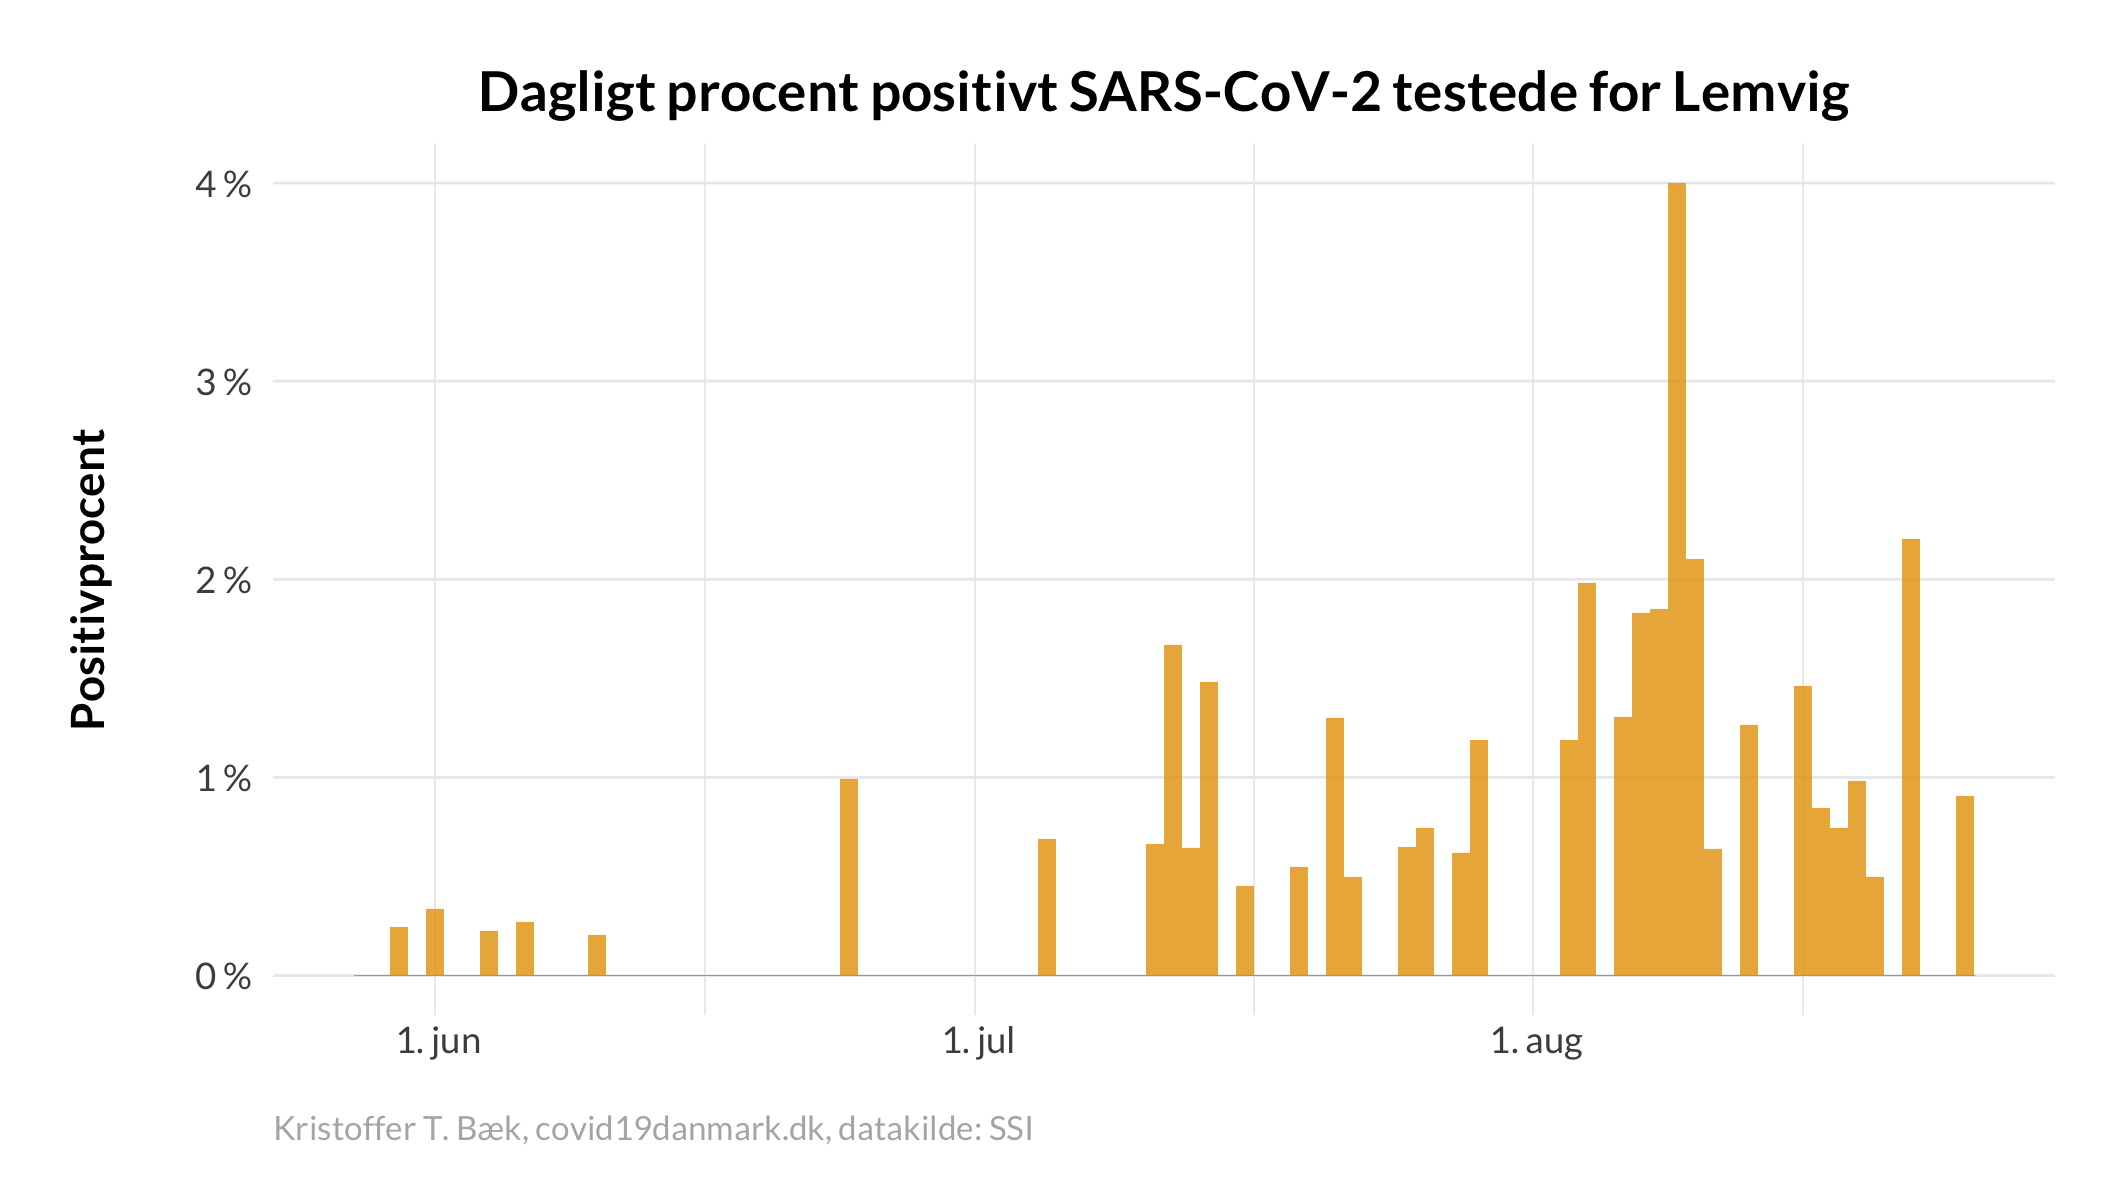 Dagligt procent positivt SARS-CoV-2 testede for Lemvig
Positivprocent
4 %
3 %
2 %
1 %
0 %
1. jun
1. jul
1. aug
Kristoffer T. Bæk, covid19danmark.dk, datakilde: SSI